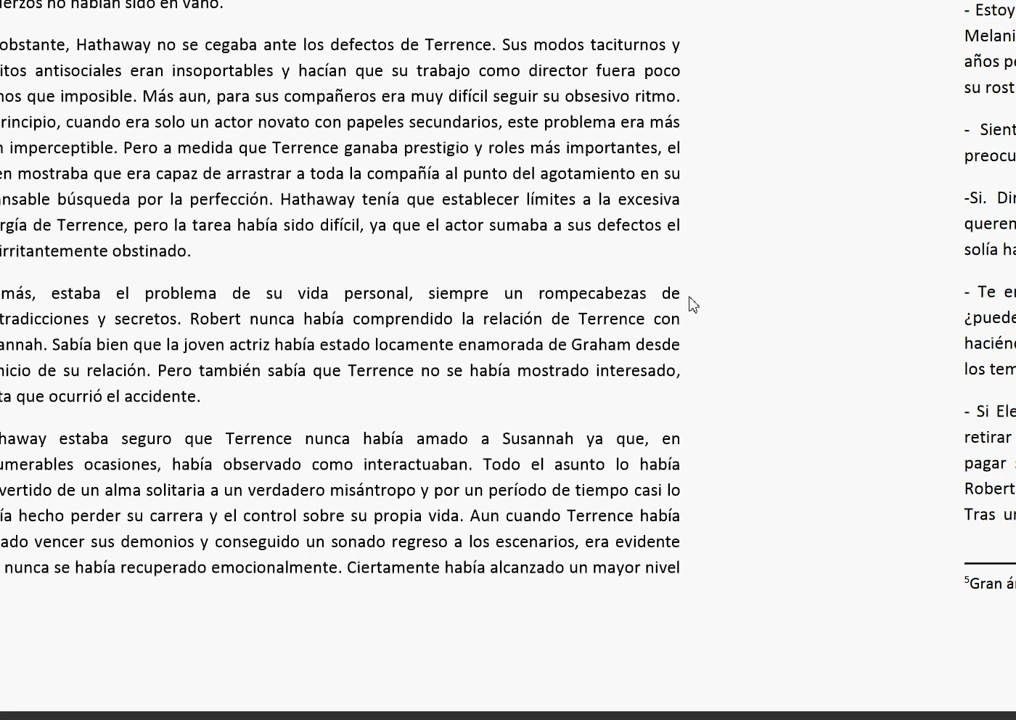 erzos no habían sido en vano.
obstante, Hathaway no se cegaba ante los defectos de Terrence. Sus modos taciturnos y
itos antisociales eran insoportables y hacían que su trabajo como director fuera poco
nos que imposible. Más aun, para sus compañeros era muy difícil seguir su obsesivo ritmo.
rincipio, cuando era solo un actor novato con papeles secundarios, este problema era más
n imperceptible. Pero a medida que Terrence ganaba prestigio y roles más importantes, el
en mostraba que era capaz de arrastrar a toda la compañía al punto del agotamiento en su
ansable búsqueda por la perfección. Hathaway tenía que establecer límites a la excesiva
rgía de Terrence, pero la tarea había sido difícil, ya que el actor sumaba a sus defectos el
irritantemente obstinado.
más, estaba el problema de su vida personal, siempre un rompecabezas de
tradicciones y secretos. Robert nunca había comprendido la relación de Terrence con
annah. Sabía bien que la joven actriz había estado locamente enamorada de Graham desde
nicio de su relación. Pero también sabía que Terrence no se había mostrado interesado,
ta que ocurrió el accidente.
haway estaba seguro que Terrence nunca había amado a Susannah ya que, en
umerables ocasiones, había observado como interactuaban. Todo el asunto lo había
vertido de un alma solitaria a un verdadero misántropo y por un período de tiempo casi lo
ía hecho perder su carrera y el control sobre su propia vida. Aun cuando Terrence había
ado vencer sus demonios y conseguido un sonado regreso a los escenarios, era evidente
nunca se había recuperado emocionalmente. Ciertamente había alcanzado un mayor nivel
- Estoy
Melani
años p
su rost
- Sient
preocu
-Si. Di
queren
solía ha
- Te e
¿puede
haciénd
los tem
- Si Ele
retirar
pagar
Robert
Tras u
5Gran á